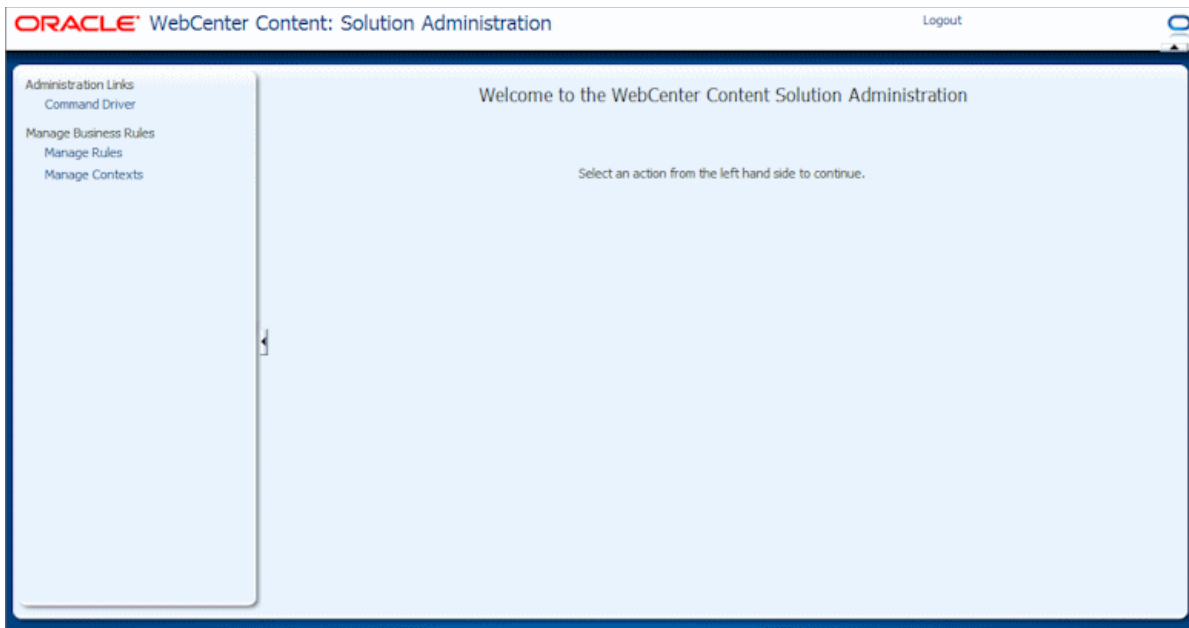 ORACLE WebCenter Content: Solution Administration
Logout
Administration Links
Command Driver
Manage Business Rules
Manage Rules
Manage Contexts
Welcome to the WebCenter Content Solution Administration
Select an action from the left hand side to continue.